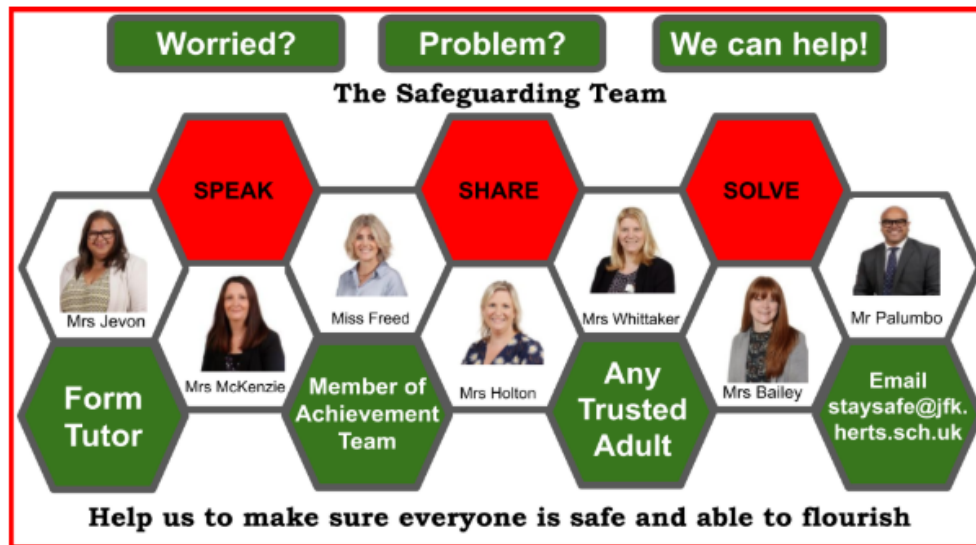 Worried?
Problem?
We can help!
The Safeguarding Team
SPEAK
SHARE
SOLVE
Mrs Jevon
Mrs McKenzie
Miss Freed
Mrs Holton
Mrs Whittaker
Mrs Bailey
Mr Palumbo
Form
Tutor
Member of
Achievement
Team
Any
Trusted
Adult
Email
staysafe@jfk.
herts.sch.uk
Help us to make sure everyone is safe and able to flourish